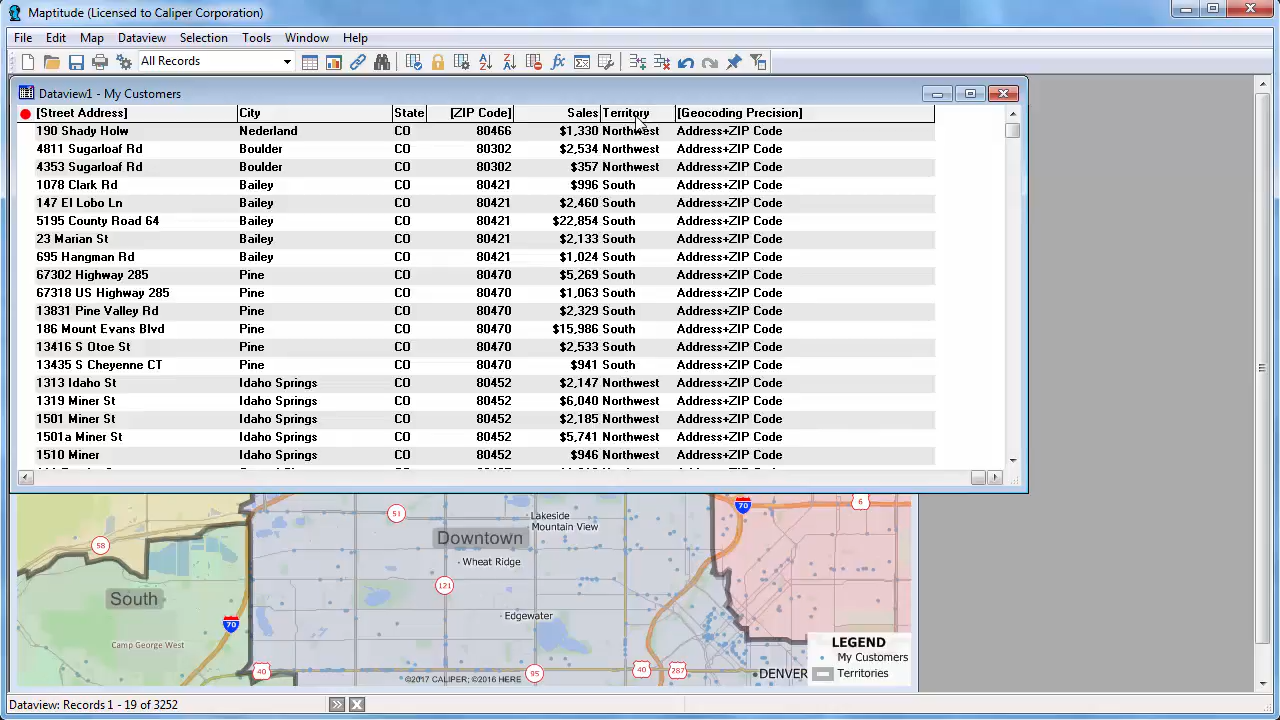 Maptitude (Licensed to Caliper Corporation)
File Edit Map Dataview Selection Tools Window Help
All Records
Dataview1 - My Customers
[Street Address] City State [ZIP Code] Sales Territory [Geocoding Precision]
190 Shady Holw Nederland CO 80466 $1,330 Northwest Address+ZIP Code
4811 Sugarloaf Rd Boulder CO 80302 $2,534 Northwest Address+ZIP Code
4353 Sugarloaf Rd Boulder CO 80302 $357 Northwest Address+ZIP Code
1078 Clark Rd Bailey CO 80421 $996 South Address+ZIP Code
147 El Lobo Ln Bailey CO 80421 $2,460 South Address+ZIP Code
5195 County Road 64 Bailey CO 80421 $22,854 South Address+ZIP Code
23 Marian St Bailey CO 80421 $2,133 South Address+ZIP Code
695 Hangman Rd Bailey CO 80421 $1,024 South Address+ZIP Code
67302 Highway 285 Pine CO 80470 $5,269 South Address+ZIP Code
67318 US Highway 285 Pine CO 80470 $1,063 South Address+ZIP Code
13831 Pine Valley Rd Pine CO 80470 $2,329 South Address+ZIP Code
186 Mount Evans Blvd Pine CO 80470 $15,986 South Address+ZIP Code
13416 S Otoe St Pine CO 80470 $2,533 South Address+ZIP Code
13435 S Cheyenne CT Pine CO 80470 $941 South Address+ZIP Code
1313 Idaho St Idaho Springs CO 80452 $2,147 Northwest Address+ZIP Code
1319 Miner St Idaho Springs CO 80452 $6,040 Northwest Address+ZIP Code
1501 Miner St Idaho Springs CO 80452 $2,185 Northwest Address+ZIP Code
1501a Miner St Idaho Springs CO 80452 $5,741 Northwest Address+ZIP Code
1510 Miner Idaho Springs CO 80452 $946 Northwest Address+ZIP Code
70 6
51 Lakeside
Mountain View
58 Downtown
Wheat Ridge
121
South
Edgewater
70
Camp George West
LEGEND
My Customers
Territories
40 ©2017 CALIPER; ©2016 HERE 95 40 287 DENVER
Dataview: Records 1 - 19 of 3252